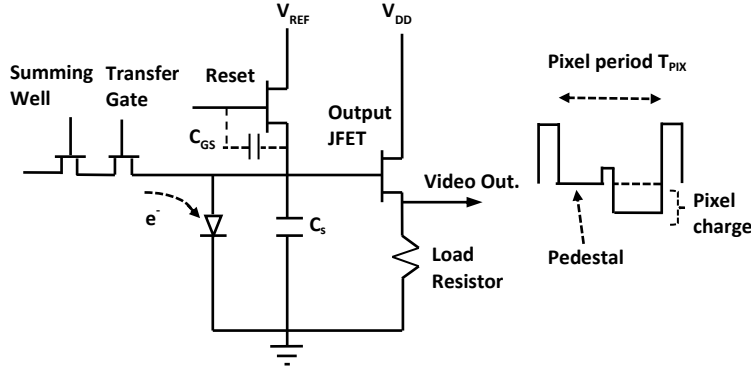 V_REF
V_DD
Summing
Well
Transfer
Gate
Reset
C_GS
Output
JFET
Video Out.
e⁻
C_s
Load
Resistor
Pixel period T_PIX
Pixel
charge
Pedestal